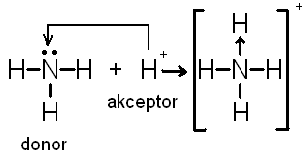 H +
H-N-H + H → H-N-H
H akceptor H
donor